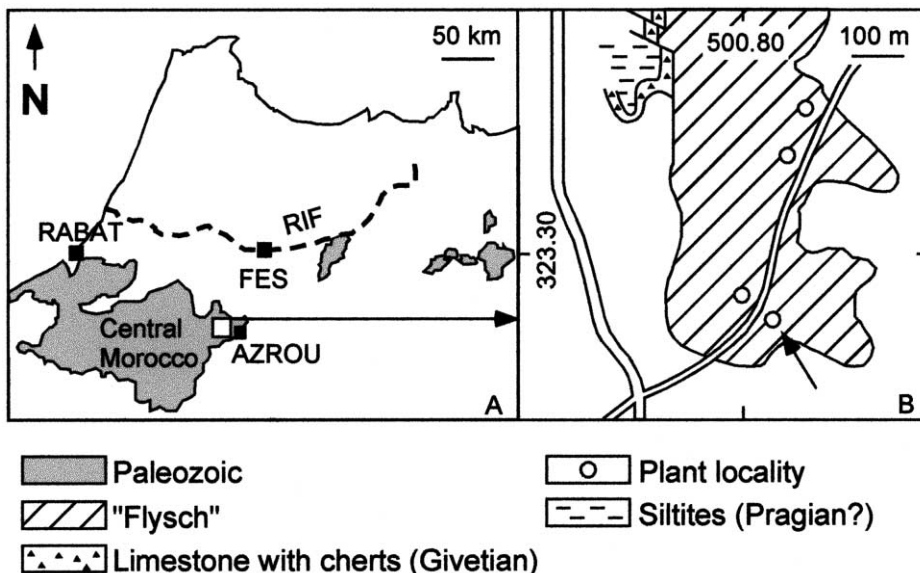 N
50 km
RABAT
RIF
FES
Central
Morocco
AZROU
A
500.80
100 m
323.30
B
Paleozoic
"Flysch"
Limestone with cherts (Givetian)
Plant locality
Siltites (Pragian?)